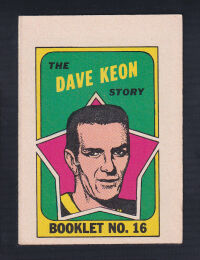 THE
DAVE KEON
STORY
BOOKLET NO. 16